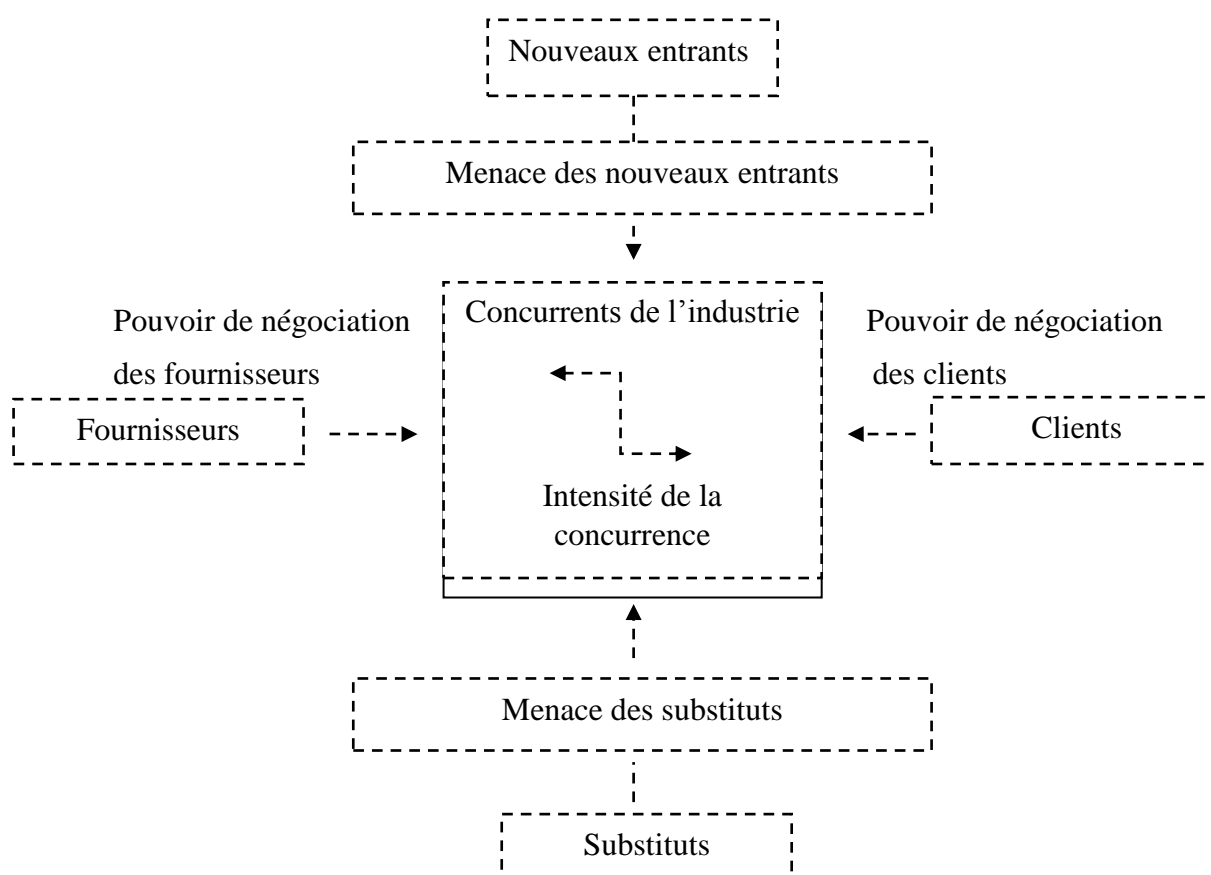 Nouveaux entrants
Menace des nouveaux entrants
Pouvoir de négociation
des fournisseurs
Fournisseurs
Concurrents de l’industrie
Intensité de la
concurrence
Pouvoir de négociation
des clients
Clients
Menace des substituts
Substituts